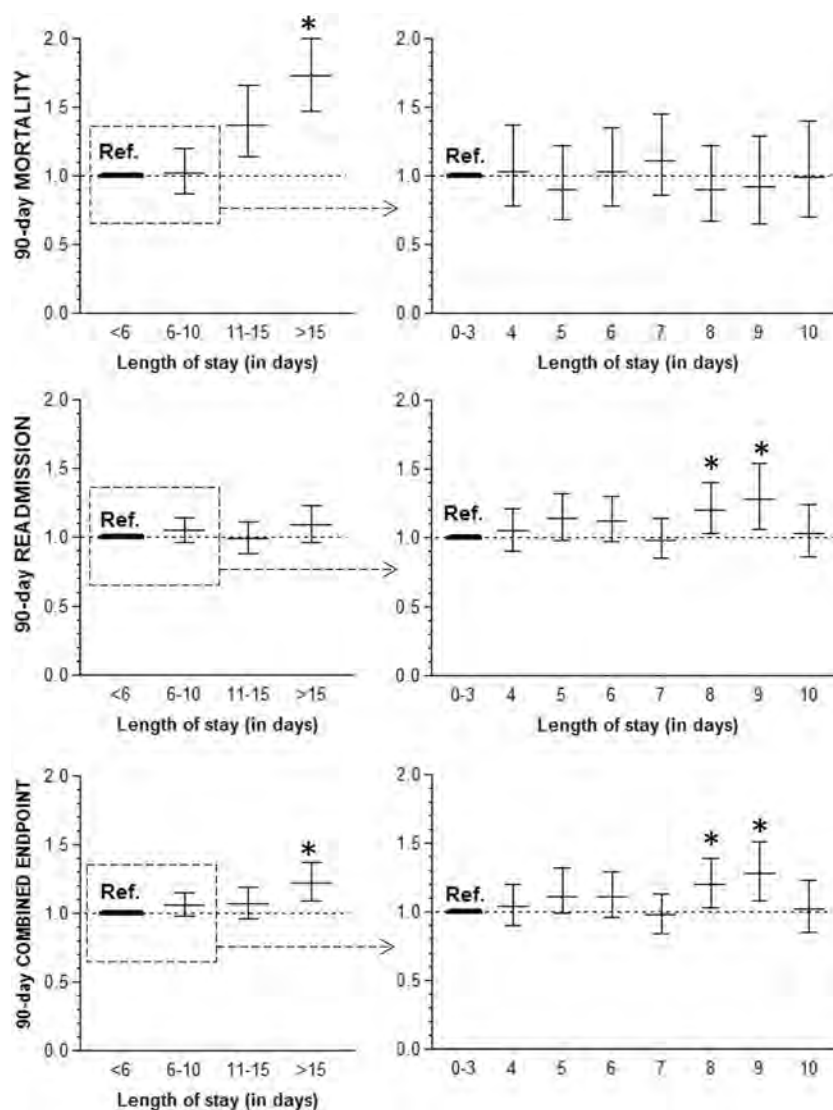 90-day MORTALITY
2.0
1.5
1.0
0.5
0.0
Ref.
*
<6 6-10 11-15 >15
Length of stay (in days)
2.0
1.5
1.0
0.5
0.0
Ref.
0-3 4 5 6 7 8 9 10
Length of stay (in days)
90-day READMISSION
2.0
1.5
1.0
0.5
0.0
Ref.
<6 6-10 11-15 >15
Length of stay (in days)
2.0
1.5
1.0
0.5
0.0
Ref.
* *
0-3 4 5 6 7 8 9 10
Length of stay (in days)
90-day COMBINED ENDPOINT
2.0
1.5
1.0
0.5
0.0
Ref.
*
<6 6-10 11-15 >15
Length of stay (in days)
2.0
1.5
1.0
0.5
0.0
Ref.
* *
0-3 4 5 6 7 8 9 10
Length of stay (in days)